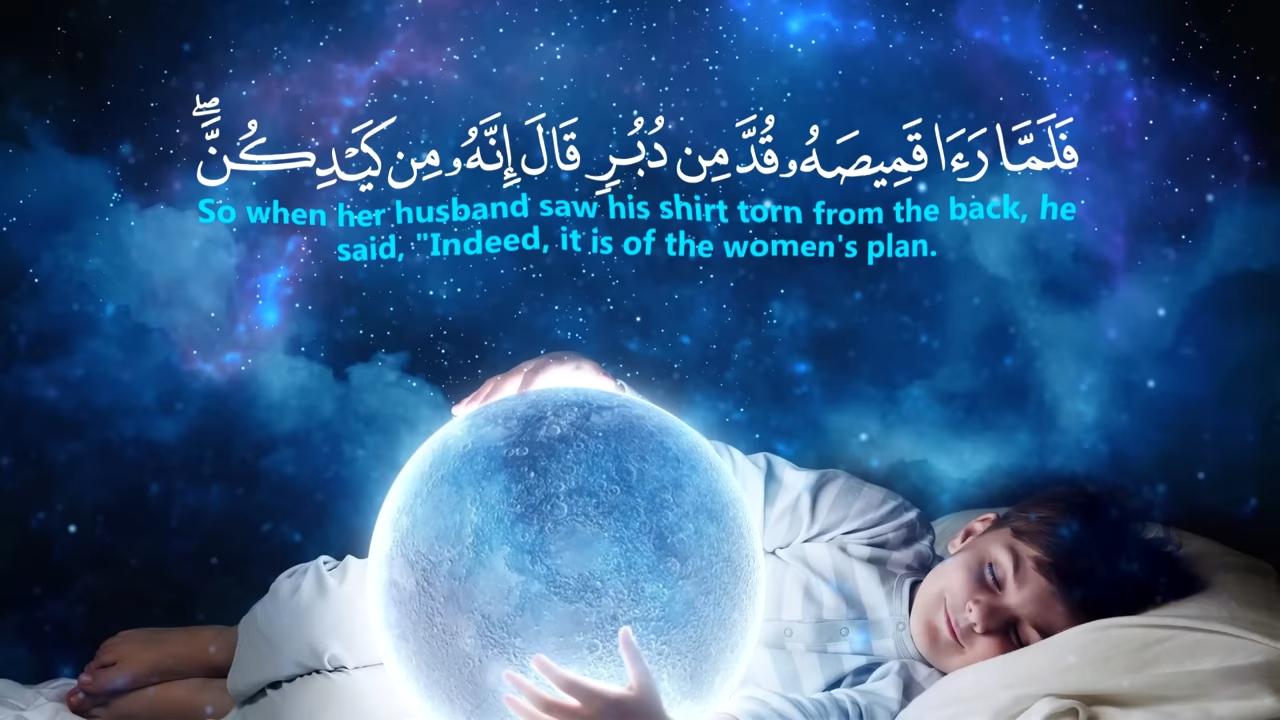 فَلَمَّا رَءَا قَمِيصَهُۥ قُدَّ مِن دُبُرٍ قَالَ إِنَّهُۥ مِن كَيْدِكُنَّ ۖ
So when her husband saw his shirt torn from the back, he
said, "Indeed, it is of the women's plan.